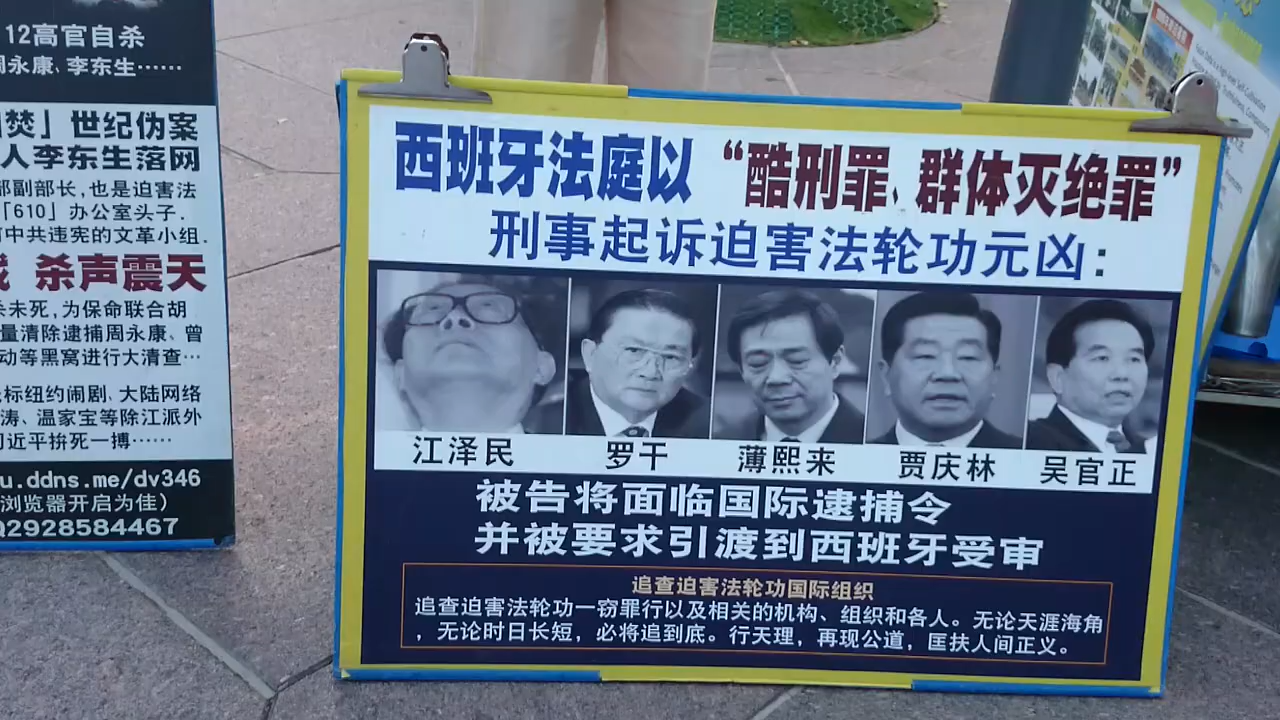 12高官自杀
周永康、李东生……
焚」世纪伪案
人李东生落网
部副部长,也是迫害法
「610」办公室头子.
中共违宪的文革小组.
杀声震天
未死,为保命联合胡
量清除逮捕周永康、曾
动等黑窝进行大清查…
标纽约闹剧、大陆网络
涛、温家宝等除江派外
习近平拚死一搏……
u.ddns.me/dv346
浏览器开启为佳）
2928584467
西班牙法庭以“酷刑罪、群体灭绝罪”
刑事起诉迫害法轮功元凶:
江泽民 罗干 薄熙来 贾庆林 吴官正
被告将面临国际逮捕令
并被要求引渡到西班牙受审
追查迫害法轮功国际组织
追查迫害法轮功一窃罪行以及相关的机构、组织和各人。无论天涯海角
，无论时日长短，必将追到底。行天理，再现公道，匡扶人间正义。